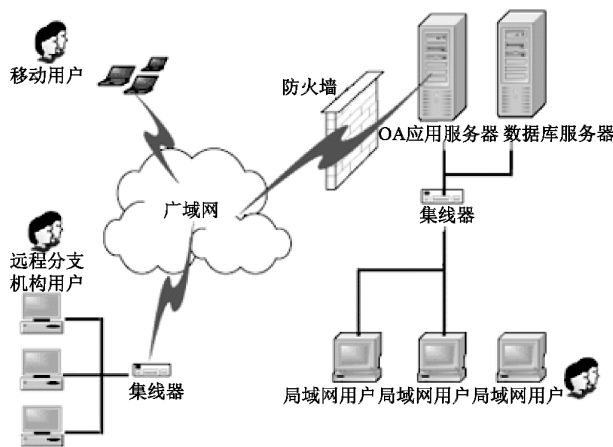 移动用户
防火墙
OA应用服务器 数据库服务器
广域网
集线器
远程分支
机构用户
集线器
局域网用户 局域网用户 局域网用户